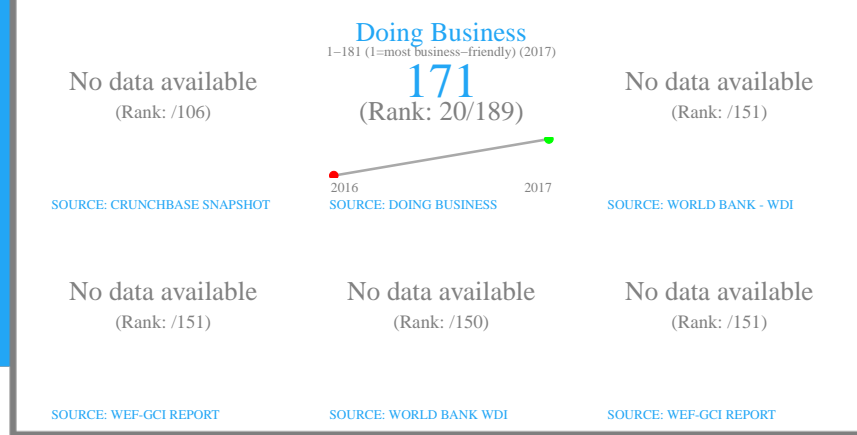 Doing Business
1−181 (1=most business−friendly) (2017)
No data available
(Rank: /106)
171
(Rank: 20/189)
No data available
(Rank: /151)
2016
2017
SOURCE: CRUNCHBASE SNAPSHOT
SOURCE: DOING BUSINESS
SOURCE: WORLD BANK - WDI
No data available
(Rank: /151)
No data available
(Rank: /150)
No data available
(Rank: /151)
SOURCE: WEF-GCI REPORT
SOURCE: WORLD BANK WDI
SOURCE: WEF-GCI REPORT